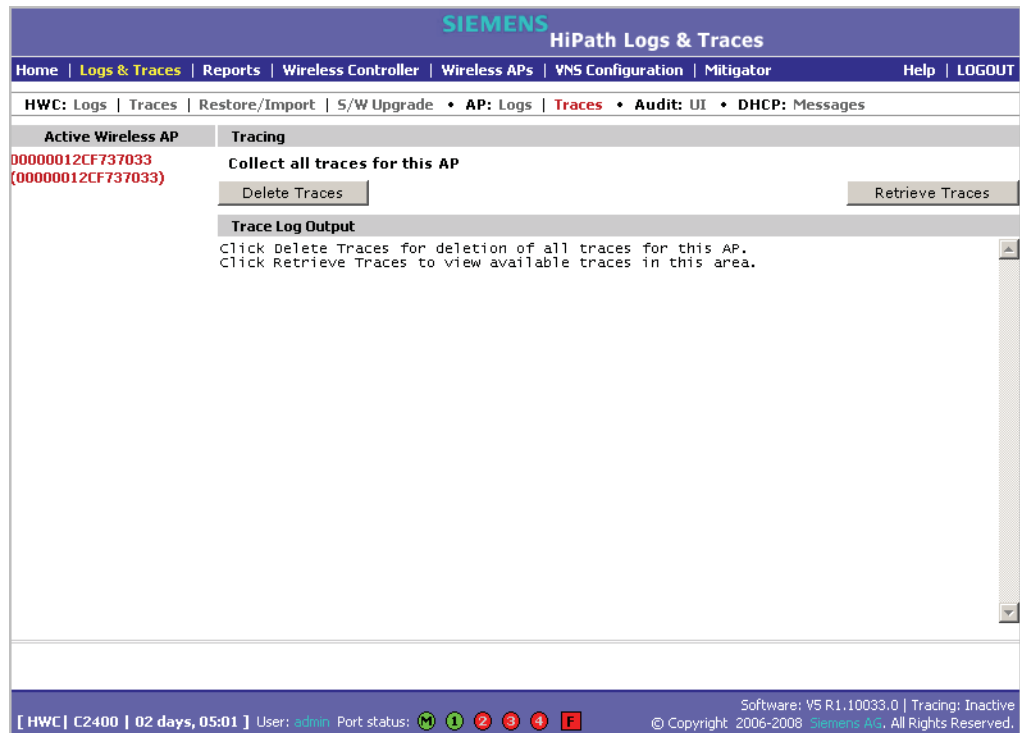 SIEMENS
HiPath Logs & Traces
Home | Logs & Traces | Reports | Wireless Controller | Wireless APs | VNS Configuration | Mitigator Help | LOGOUT
HWC: Logs | Traces | Restore/Import | S/W Upgrade • AP: Logs | Traces • Audit: UI • DHCP: Messages
Active Wireless AP Tracing
00000012CF737033
(00000012CF737033)
Collect all traces for this AP
Delete Traces Retrieve Traces
Trace Log Output
Click Delete Traces for deletion of all traces for this AP.
Click Retrieve Traces to view available traces in this area.
Software: V5 R1.10033.0 | Tracing: Inactive
[ HWC| C2400 | 02 days, 05:01 ] User: admin Port status: M 1 2 3 4 F © Copyright 2006-2008 Siemens AG. All Rights Reserved.